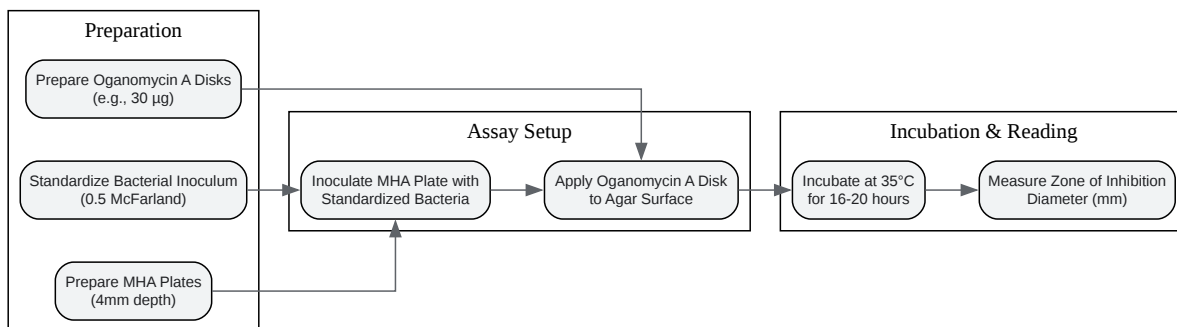 Preparation
Prepare Oganomycin A Disks
(e.g., 30 µg)
Standardize Bacterial Inoculum
(0.5 McFarland)
Prepare MHA Plates
(4mm depth)
Assay Setup
Inoculate MHA Plate with
Standardized Bacteria
Apply Oganomycin A Disk
to Agar Surface
Incubation & Reading
Incubate at 35°C
for 16-20 hours
Measure Zone of Inhibition
Diameter (mm)